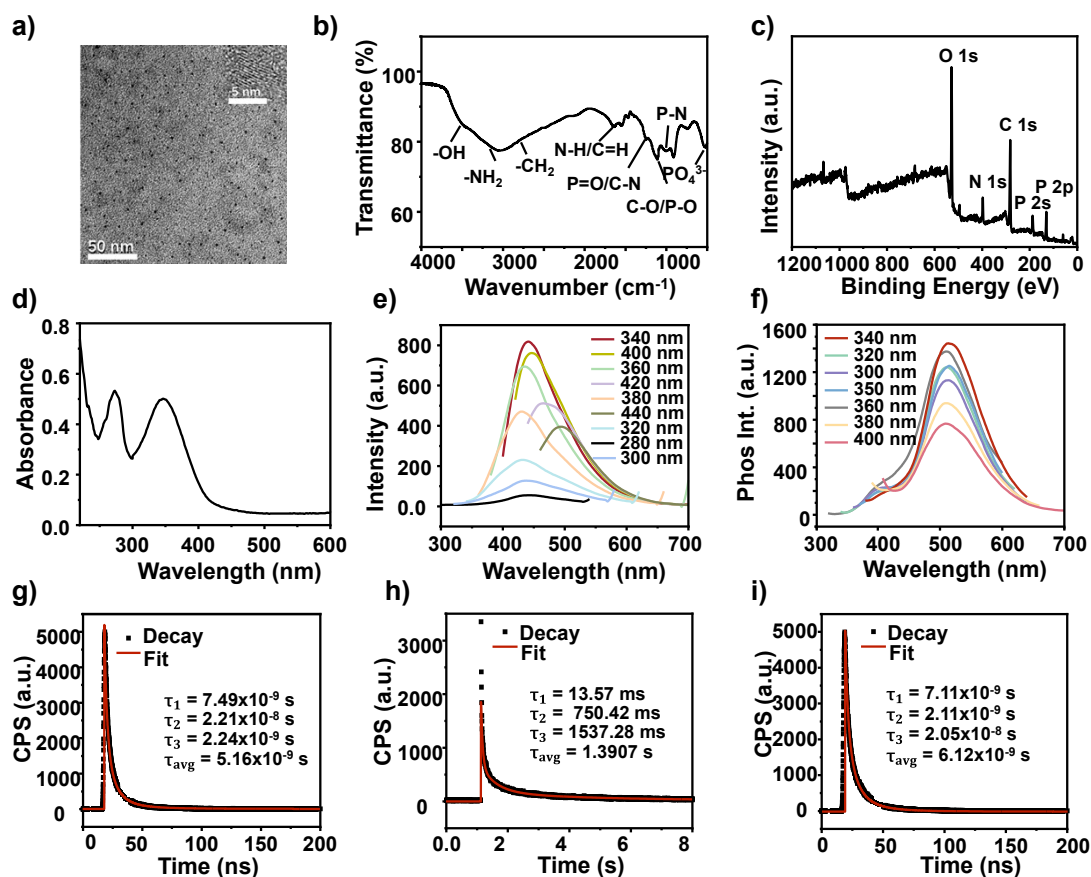 a)
5 nm
50 nm
b)
Transmittance (%)
100
80
60
-OH
-NH2
-CH2
N-H/C=H
P=O/C-N
C-O/P-O
P-N
PO4 3-
4000 3000 2000 1000
Wavenumber (cm-1)
c)
Intensity (a.u.)
O 1s
C 1s
N 1s
P 2s
P 2p
1200 1000 800 600 400 200 0
Binding Energy (eV)
d)
Absorbance
0.8
0.6
0.4
0.2
0.0
300 400 500 600
Wavelength (nm)
e)
Intensity (a.u.)
800
600
400
200
0
340 nm
400 nm
360 nm
420 nm
380 nm
440 nm
320 nm
280 nm
300 nm
300 400 500 600 700
Wavelength (nm)
f)
Phos Int. (a.u.)
1600
1200
800
400
0
340 nm
320 nm
300 nm
350 nm
360 nm
380 nm
400 nm
300 400 500 600 700
Wavelength (nm)
g)
CPS (a.u.)
5000
4000
3000
2000
1000
0
Decay
Fit
τ1 = 7.49x10-9 s
τ2 = 2.21x10-8 s
τ3 = 2.24x10-9 s
τavg = 5.16x10-9 s
0 50 100 150 200
Time (ns)
h)
CPS (a.u.)
3000
2000
1000
0
Decay
Fit
τ1 = 13.57 ms
τ2 = 750.42 ms
τ3 = 1537.28 ms
τavg = 1.3907 s
0.0 2 4 6 8
Time (s)
i)
CPS (a.u.)
5000
4000
3000
2000
1000
0
Decay
Fit
τ1 = 7.11x10-9 s
τ2 = 2.11x10-9 s
τ3 = 2.05x10-8 s
τavg = 6.12x10-9 s
0 50 100 150 200
Time (ns)